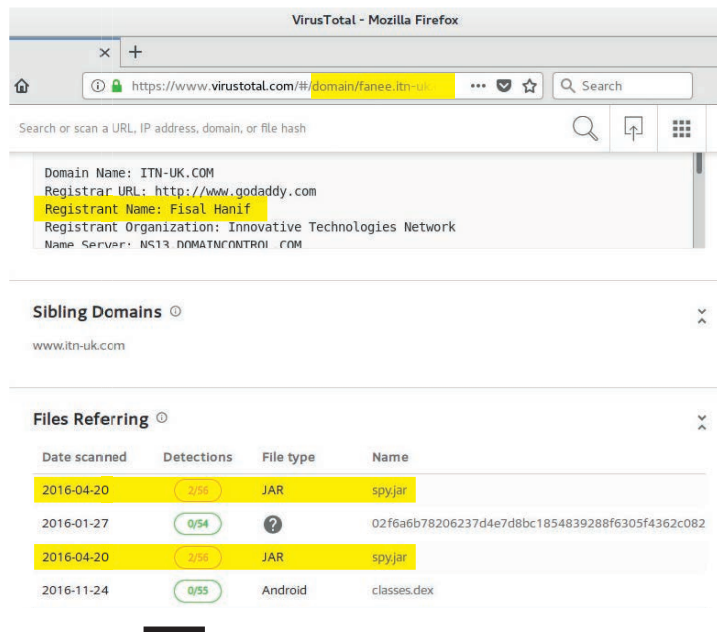 VirusTotal - Mozilla Firefox
https://www.virustotal.com/#/domain/fanee.itn-uk.
Search
Search or scan a URL, IP address, domain, or file hash
Domain Name: ITN-UK.COM
Registrar URL: http://www.godaddy.com
Registrant Name: Fisal Hanif
Registrant Organization: Innovative Technologies Network
Name Server: NS13.DOMAINCONTROL.COM
Sibling Domains
www.itn-uk.com
Files Referring
Date scanned Detections File type Name
2016-04-20 2/56 JAR spy.jar
2016-01-27 0/54 ? 02f6a6b78206237d4e7d8bc1854839288f6305f4362c082
2016-04-20 2/56 JAR spy.jar
2016-11-24 0/55 Android classes.dex